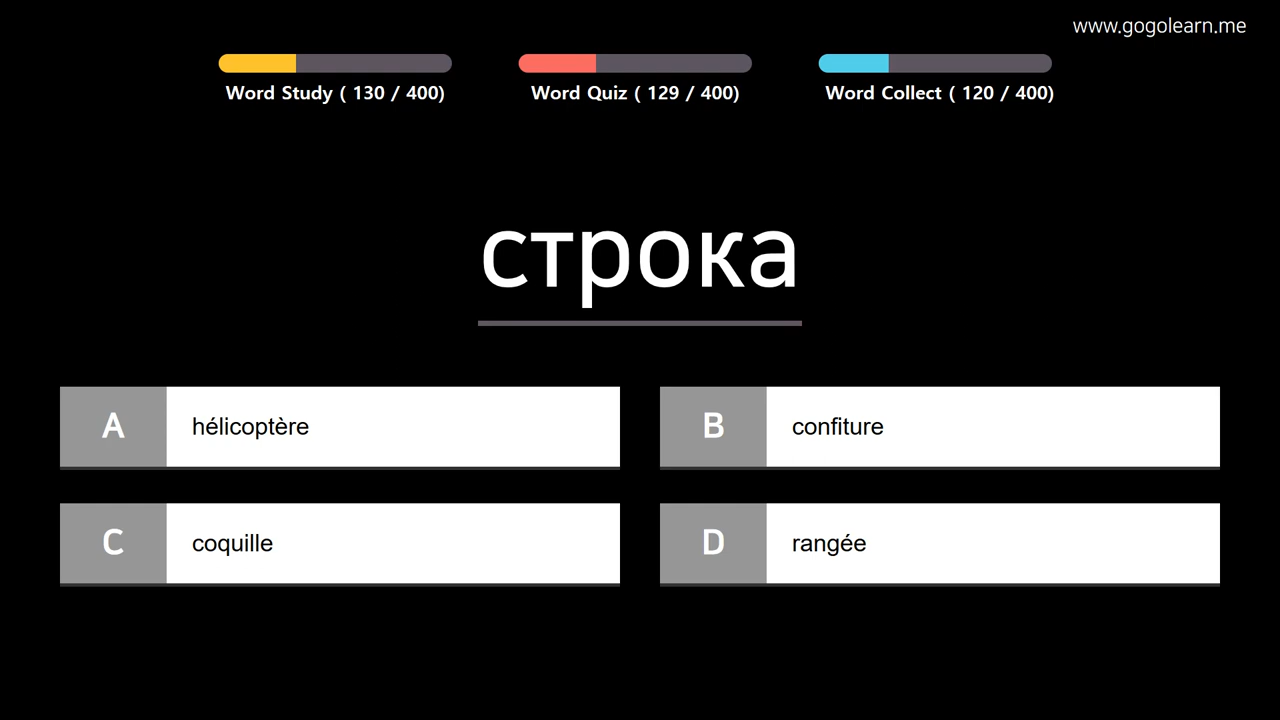 www.gogolearn.me
Word Study ( 130 / 400)
Word Quiz ( 129 / 400)
Word Collect ( 120 / 400)
строка
A hélicoptère
B confiture
C coquille
D rangée